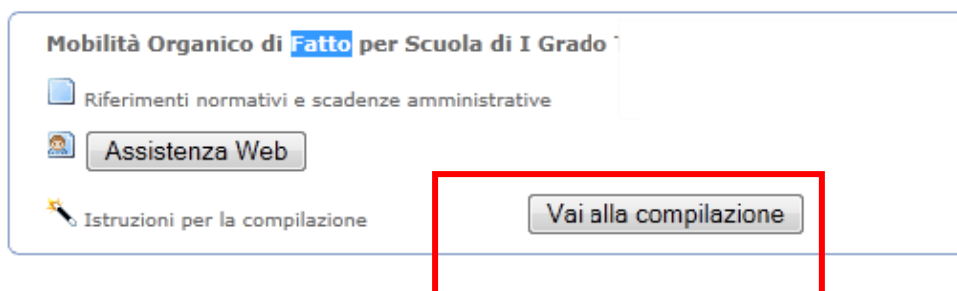 Mobilità Organico di Fatto per Scuola di I Grado
Riferimenti normativi e scadenze amministrative
Assistenza Web
Istruzioni per la compilazione
Vai alla compilazione